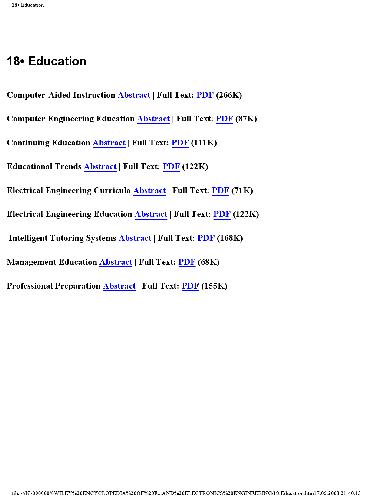 18• Education
18• Education
Computer Aided Instruction Abstract | Full Text: PDF (266K)
Computer Engineering Education Abstract | Full Text: PDF (87K)
Continuing Education Abstract | Full Text: PDF (111K)
Educational Trends Abstract | Full Text: PDF (122K)
Electrical Engineering Curricula Abstract | Full Text: PDF (71K)
Electrical Engineering Education Abstract | Full Text: PDF (122K)
Intelligent Tutoring Systems Abstract | Full Text: PDF (168K)
Management Education Abstract | Full Text: PDF (68K)
Professional Preparation Abstract | Full Text: PDF (155K)